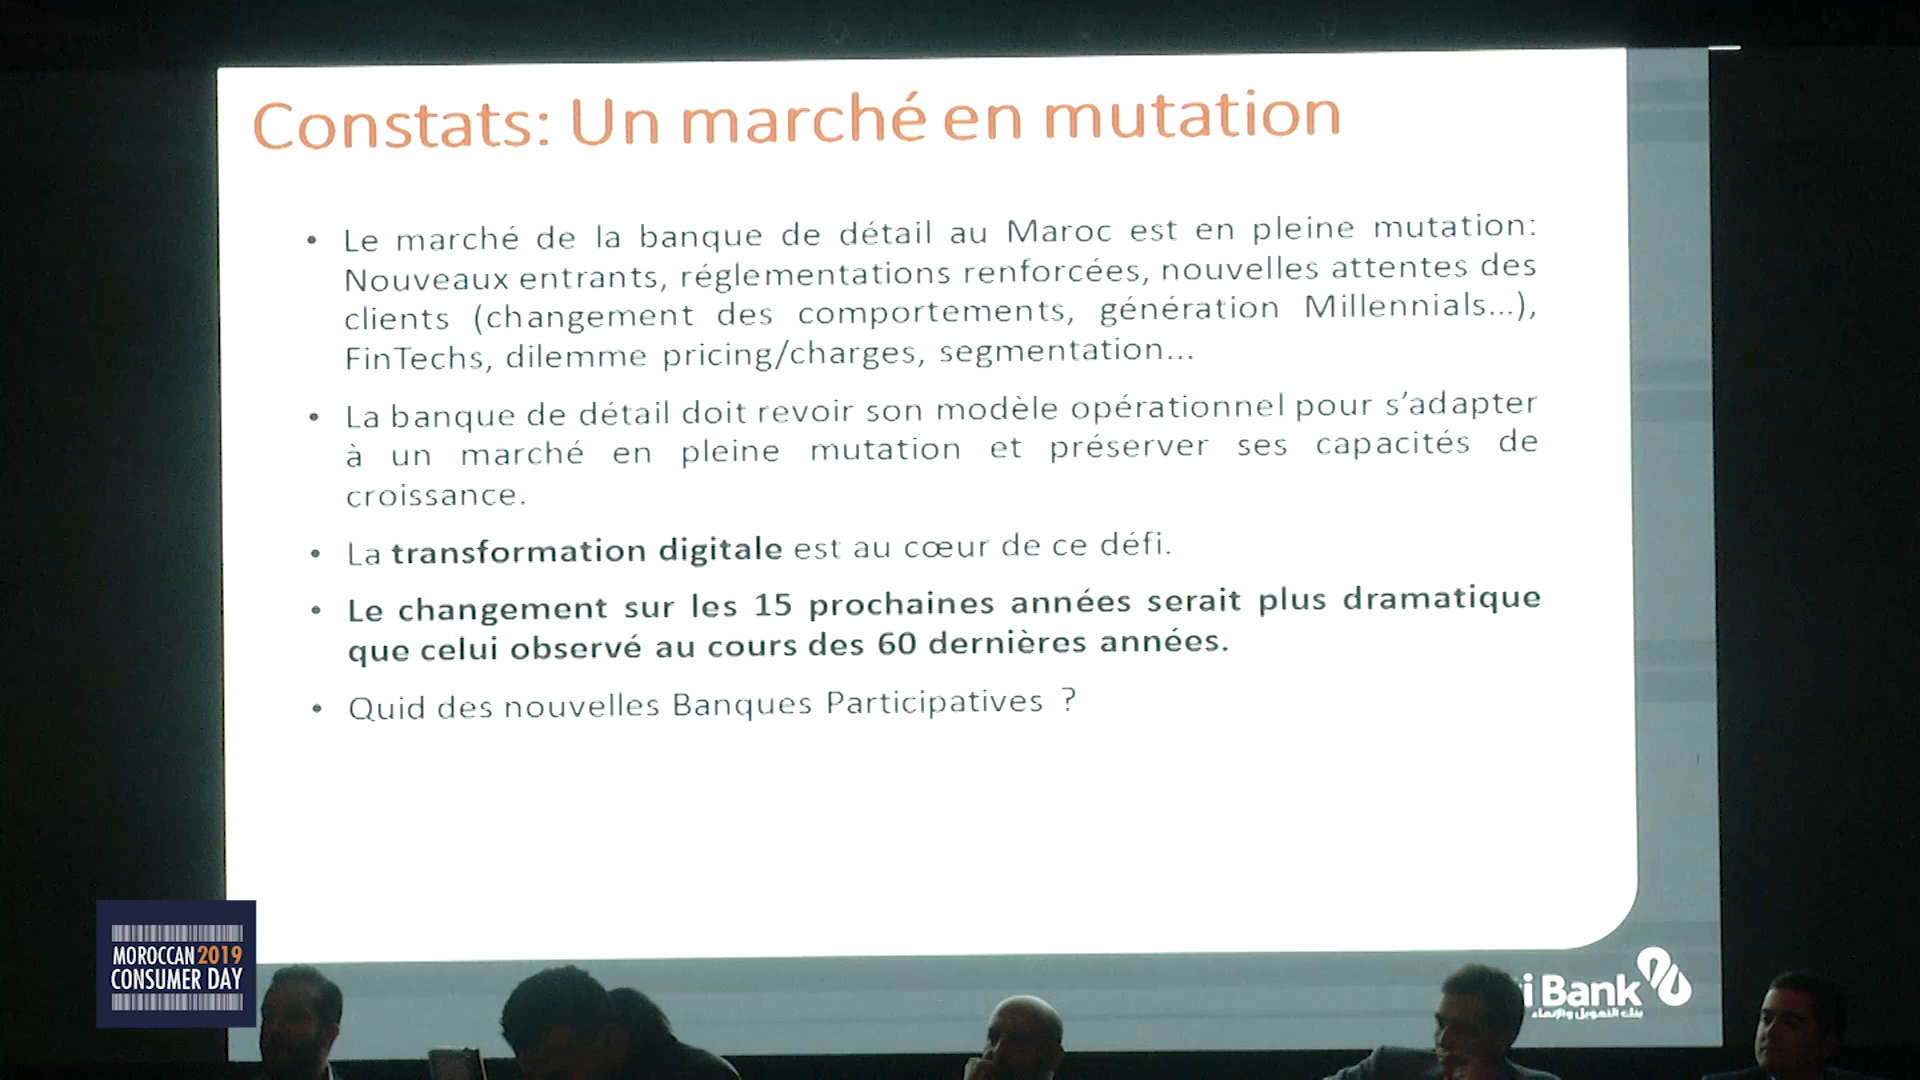 Constats: Un marché en mutation
• Le marché de la banque de détail au Maroc est en pleine mutation:
Nouveaux entrants, réglementations renforcées, nouvelles attentes des
clients (changement des comportements, génération Millennials...),
FinTechs, dilemme pricing/charges, segmentation...
• La banque de détail doit revoir son modèle opérationnel pour s'adapter
à un marché en pleine mutation et préserver ses capacités de
croissance.
• La transformation digitale est au cœur de ce défi.
• Le changement sur les 15 prochaines années serait plus dramatique
que celui observé au cours des 60 dernières années.
• Quid des nouvelles Banques Participatives ?
MOROCCAN 2019
CONSUMER DAY
i Bank
بنك التمويل والإنماء